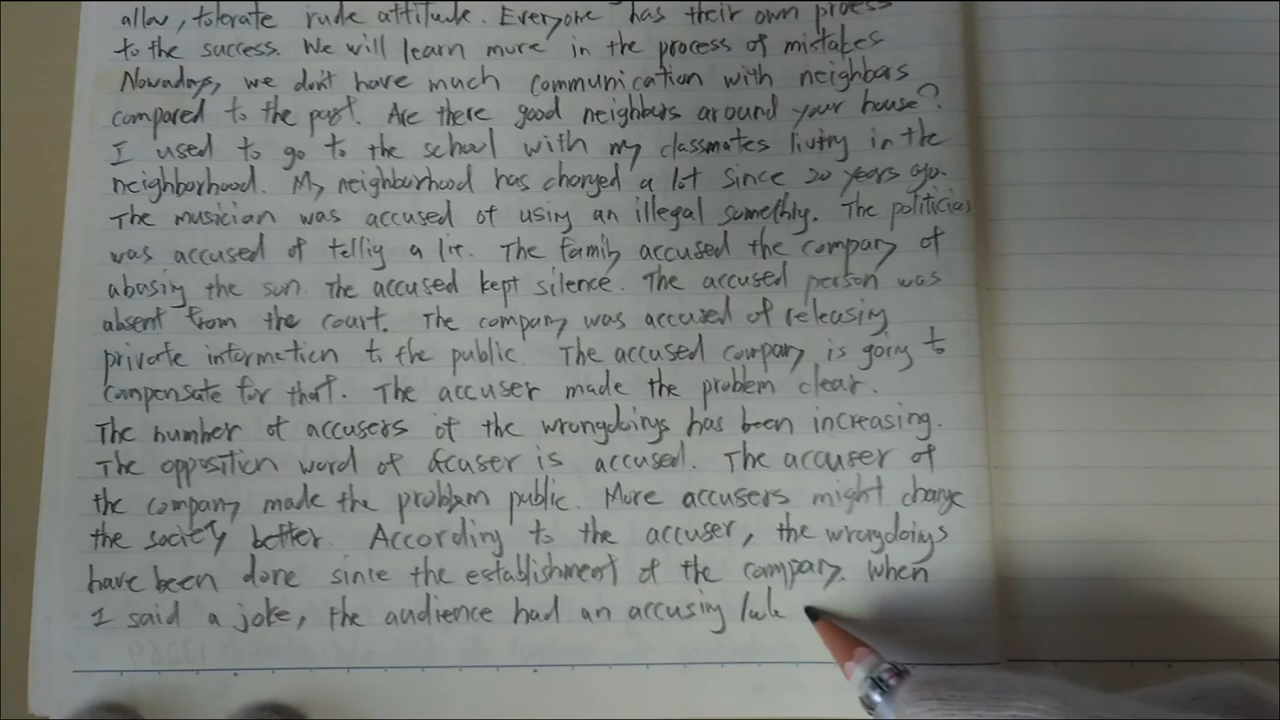 allow, tolerate rude attitude. Everyone has their own process
to the success. We will learn more in the process of mistakes
Nowadays, we don't have much communication with neighbors
compared to the past. Are there good neighbors around your house?
I used to go to the school with my classmates living in the
neighborhood. My neighborhood has changed a lot since 20 years ago.
The musician was accused of using an illegal something. The politician
was accused of telling a lie. The family accused the company of
abusing the son. The accused kept silence. The accused person was
absent from the court. The company was accused of releasing
private information to the public. The accused company is going to
compensate for that. The accuser made the problem clear.
The number of accusers of the wrongdoings has been increasing.
The opposition word of accuser is accused. The accuser of
the company made the problem public. More accusers might change
the society better. According to the accuser, the wrongdoings
have been done since the establishment of the company. When
I said a joke, the audience had an accusing